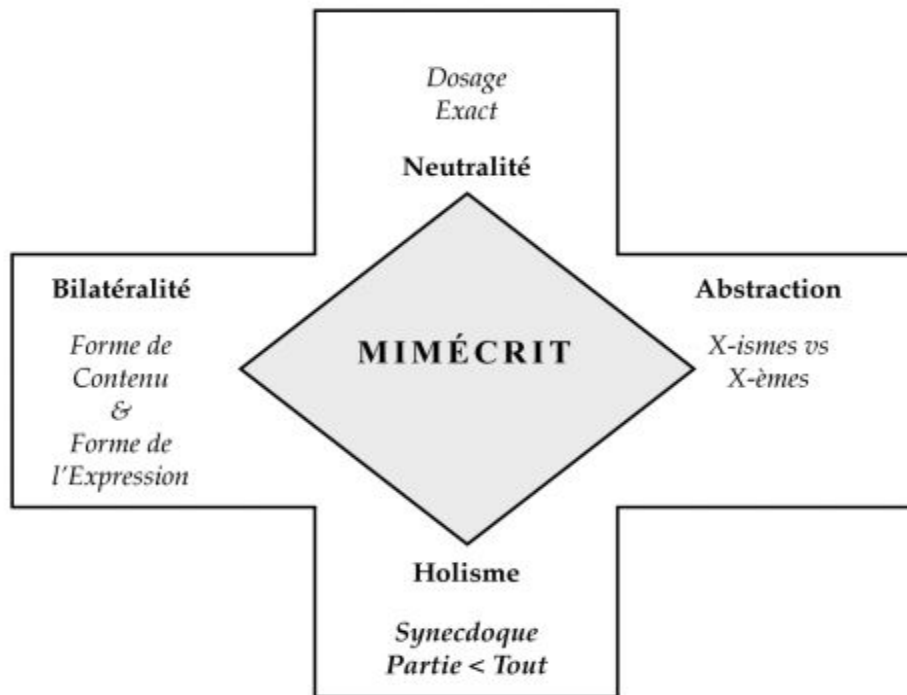 Dosage
Exact
Neutralité
Bilatéralité
Forme de
Contenu
&
Forme de
l'Expression
MIMÉCRIT
Abstraction
X-ismes vs
X-èmes
Holisme
Synecdoque
Partie < Tout